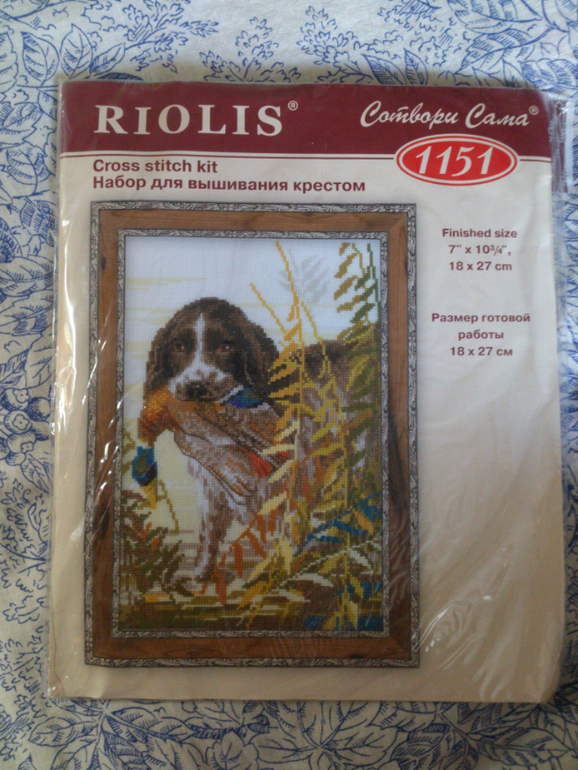 RIOLIS®
Сотвори Сама®
1151
Cross stitch kit
Набор для вышивания крестом
Finished size
7" x 10¾",
18 x 27 cm
Размер готовой
работы
18 x 27 см